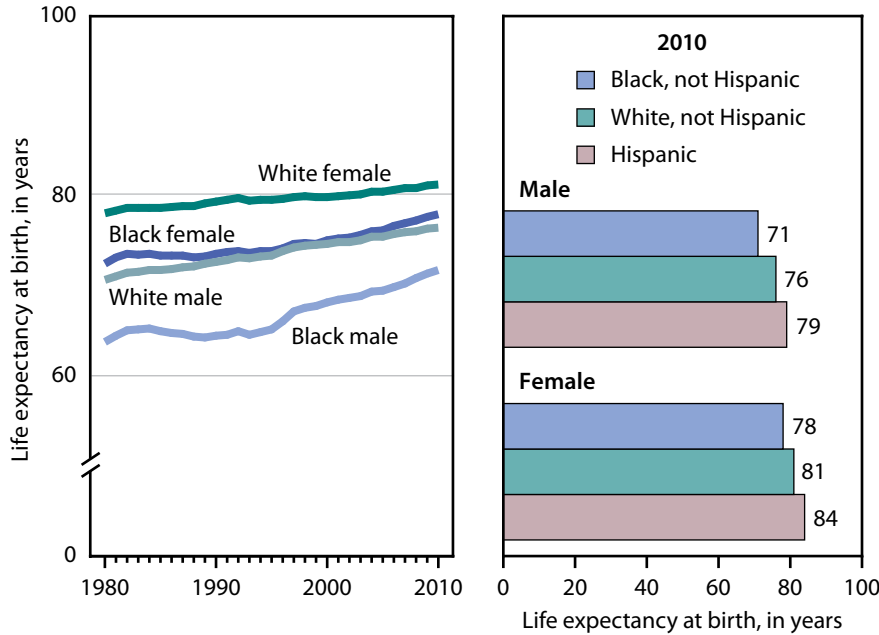 Life expectancy at birth, in years
100
80
60
0
White female
Black female
White male
Black male
1980 1990 2000 2010
2010
Black, not Hispanic
White, not Hispanic
Hispanic
Male
71
76
79
Female
78
81
84
0 20 40 60 80 100
Life expectancy at birth, in years